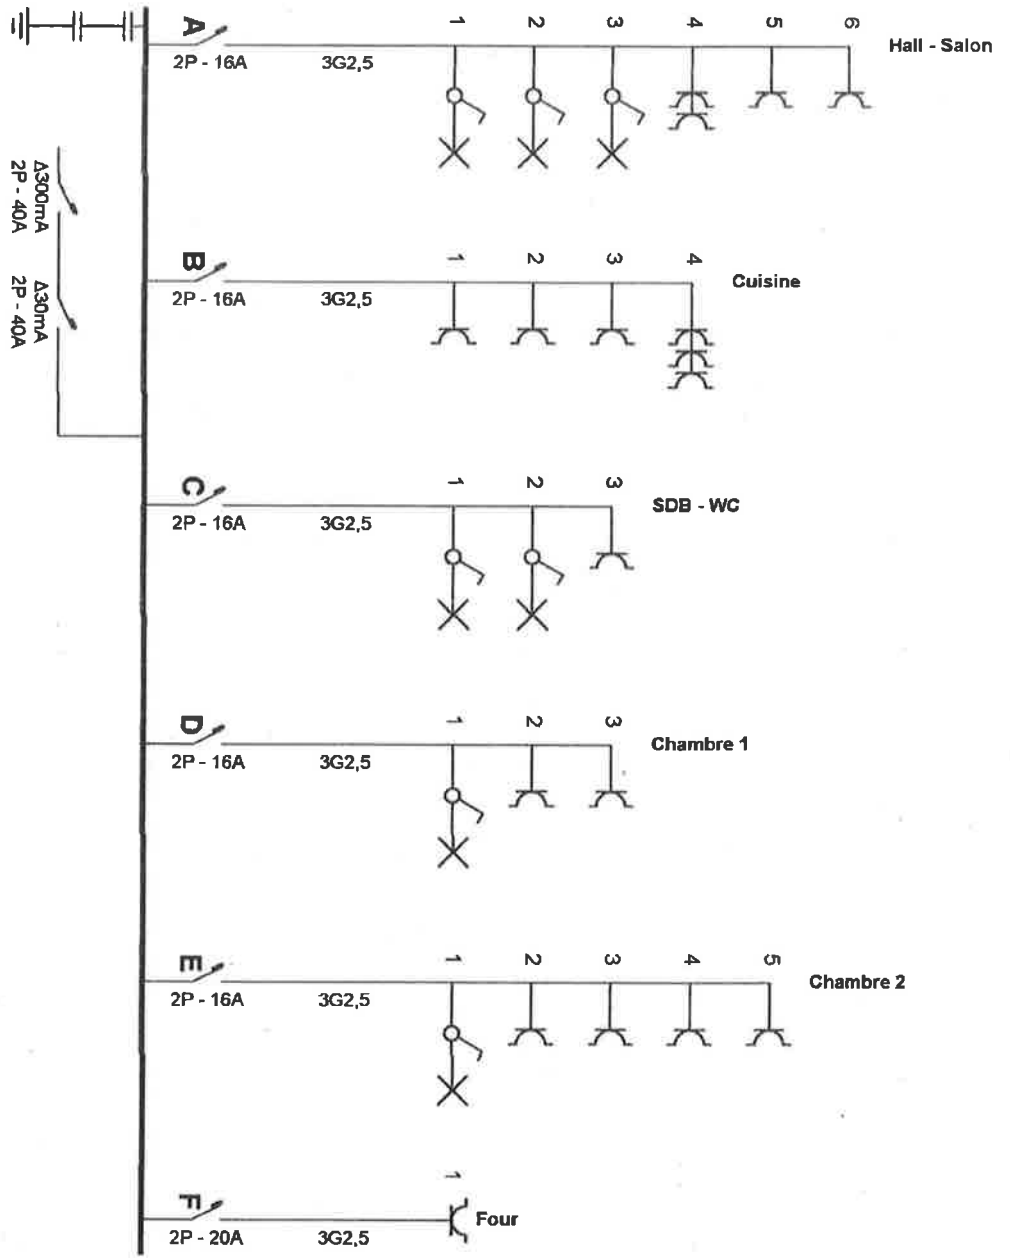 A
2P - 16A
3G2,5
1 2 3 4 5 6
Hall - Salon
Δ300mA
2P - 40A
Δ30mA
2P - 40A
B
2P - 16A
3G2,5
1 2 3 4
Cuisine
C
2P - 16A
3G2,5
1 2 3
SDB - WC
D
2P - 16A
3G2,5
1 2 3
Chambre 1
E
2P - 16A
3G2,5
1 2 3 4 5
Chambre 2
F
2P - 20A
3G2,5
1
Four